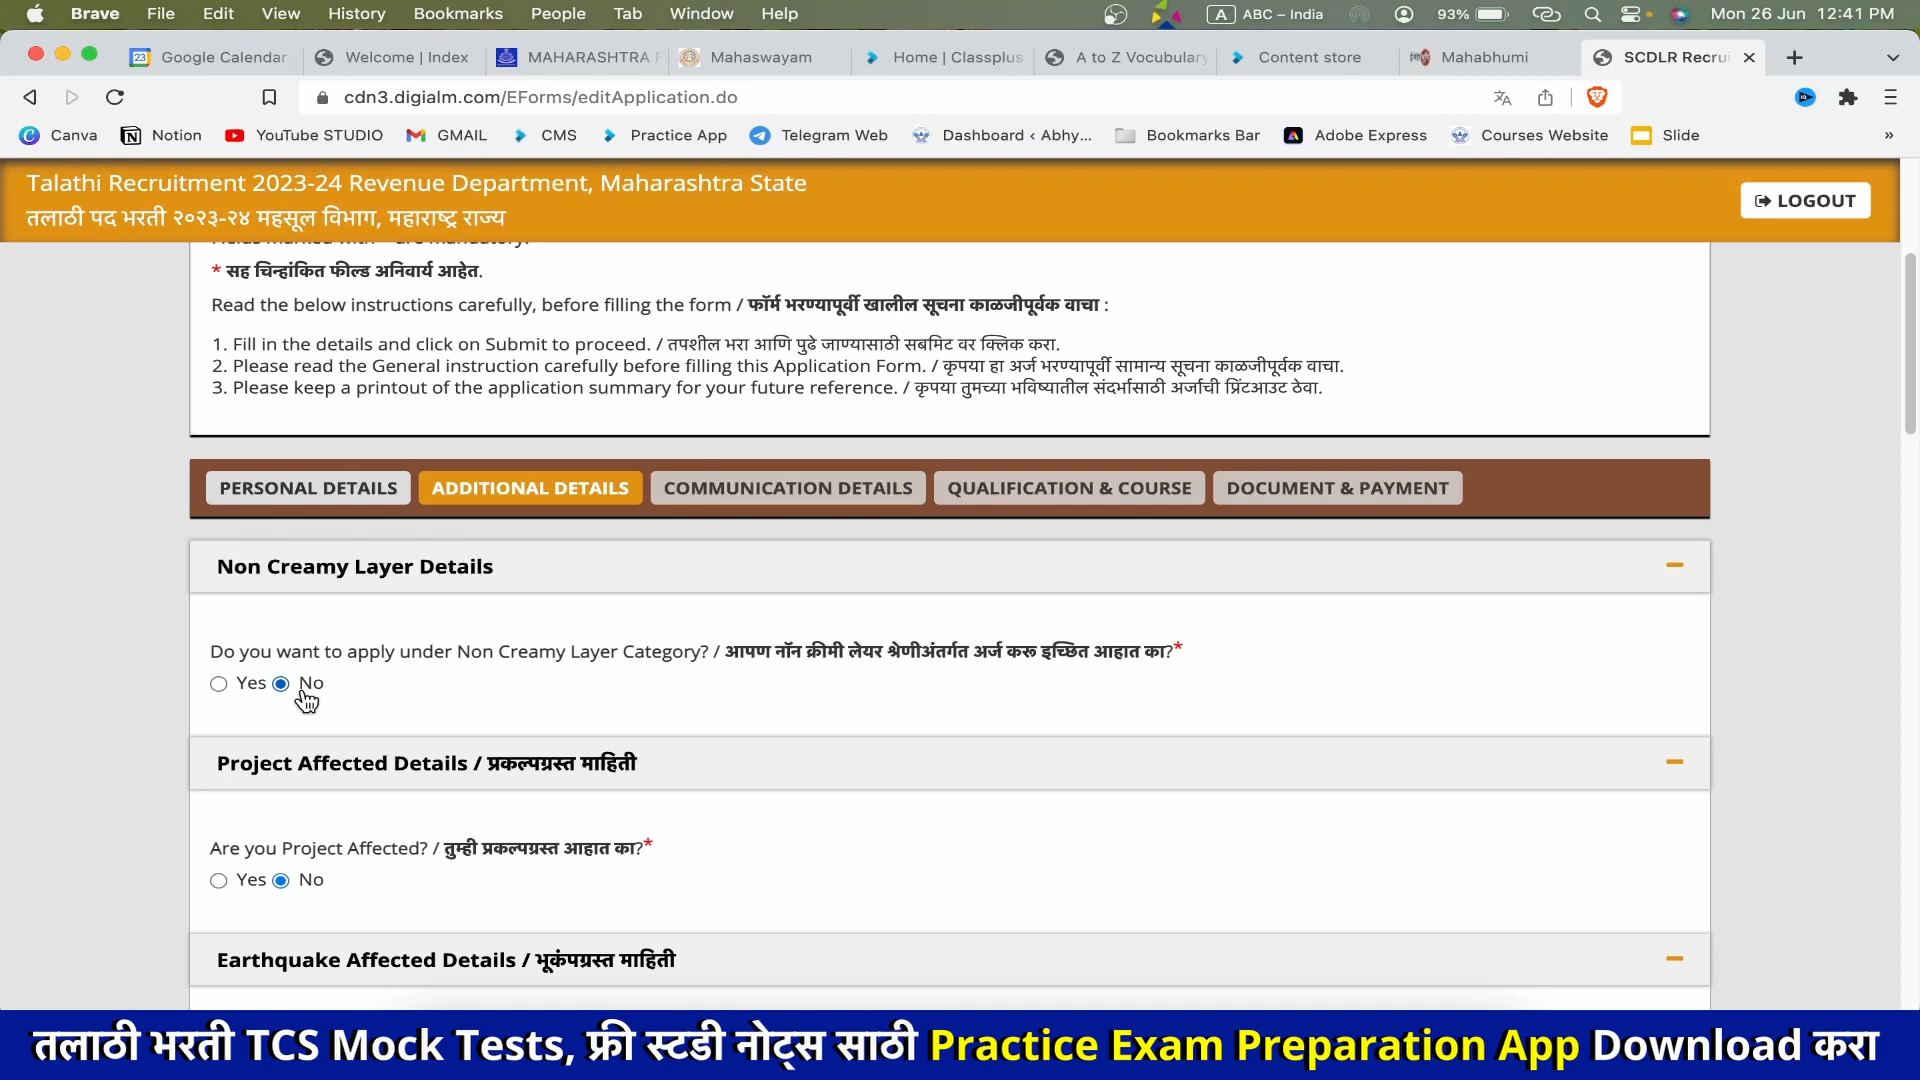 Brave File Edit View History Bookmarks People Tab Window Help A ABC – India 93% Mon 26 Jun 12:41 PM
23 Google Calendar Welcome | Index MAHARASHTRA Mahaswayam Home | Classplus A to Z Vocabulary Content store Mahabhumi SCDLR Recrui
cdn3.digialm.com/EForms/editApplication.do
Canva Notion YouTube STUDIO GMAIL CMS Practice App Telegram Web Dashboard < Abhy... Bookmarks Bar Adobe Express Courses Website Slide »
Talathi Recruitment 2023-24 Revenue Department, Maharashtra State
तलाठी पद भरती २०२३-२४ महसूल विभाग, महाराष्ट्र राज्य
LOGOUT
* सह चिन्हांकित फील्ड अनिवार्य आहेत.
Read the below instructions carefully, before filling the form / फॉर्म भरण्यापूर्वी खालील सूचना काळजीपूर्वक वाचा :
1. Fill in the details and click on Submit to proceed. / तपशील भरा आणि पुढे जाण्यासाठी सबमिट वर क्लिक करा.
2. Please read the General instruction carefully before filling this Application Form. / कृपया हा अर्ज भरण्यापूर्वी सामान्य सूचना काळजीपूर्वक वाचा.
3. Please keep a printout of the application summary for your future reference. / कृपया तुमच्या भविष्यातील संदर्भासाठी अर्जाची प्रिंटआउट ठेवा.
PERSONAL DETAILS ADDITIONAL DETAILS COMMUNICATION DETAILS QUALIFICATION & COURSE DOCUMENT & PAYMENT
Non Creamy Layer Details
Do you want to apply under Non Creamy Layer Category? / आपण नॉन क्रीमी लेयर श्रेणीअंतर्गत अर्ज करू इच्छित आहात का?*
Yes No
Project Affected Details / प्रकल्पग्रस्त माहिती
Are you Project Affected? / तुम्ही प्रकल्पग्रस्त आहात का?*
Yes No
Earthquake Affected Details / भूकंपग्रस्त माहिती
तलाठी भरती TCS Mock Tests, फ्री स्टडी नोट्स साठी Practice Exam Preparation App Download करा